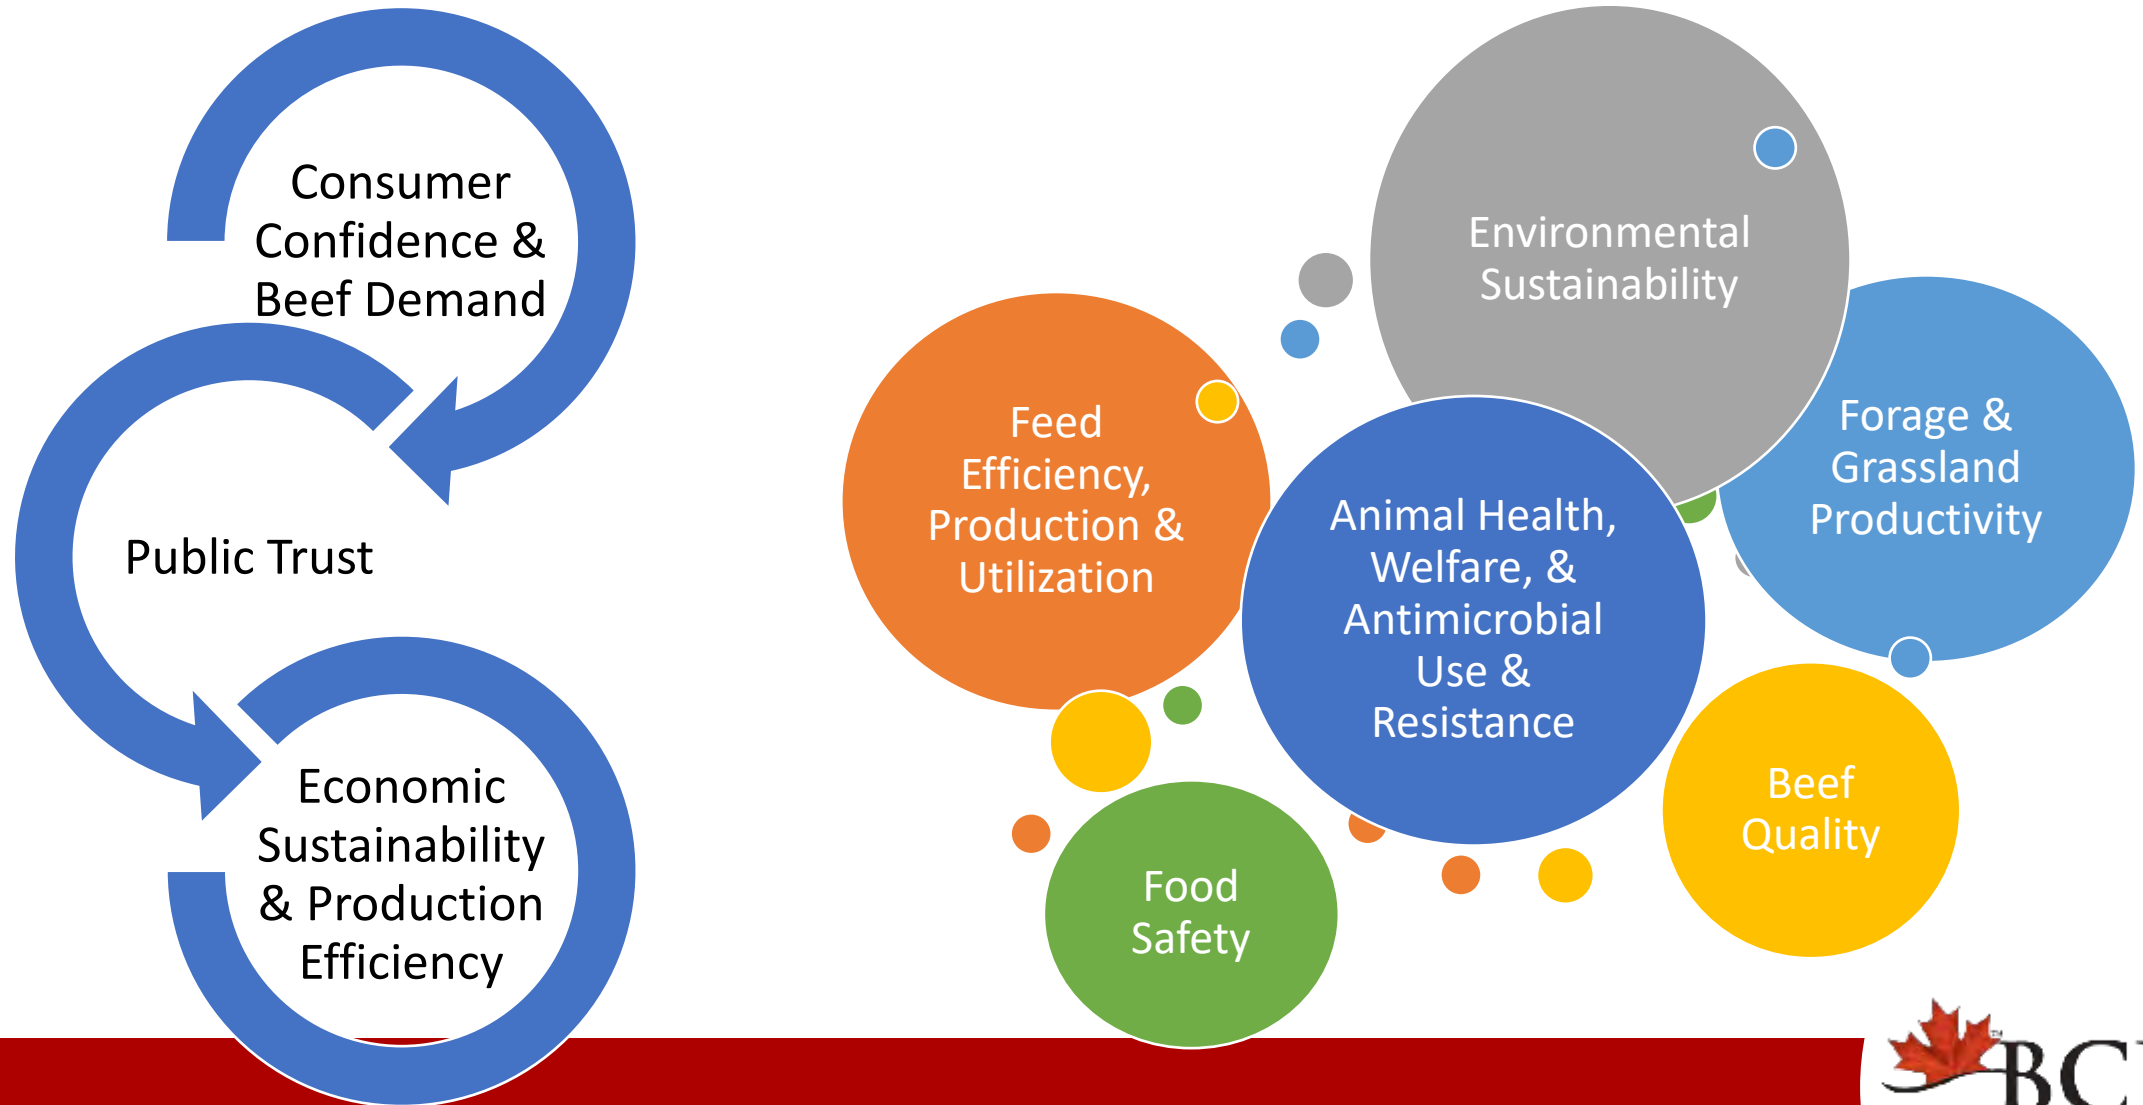 Consumer
Confidence &
Beef Demand
Public Trust
Economic
Sustainability
& Production
Efficiency
Environmental
Sustainability
Feed
Efficiency,
Production &
Utilization
Forage &
Grassland
Productivity
Animal Health,
Welfare, &
Antimicrobial
Use &
Resistance
Beef
Quality
Food
Safety
BC